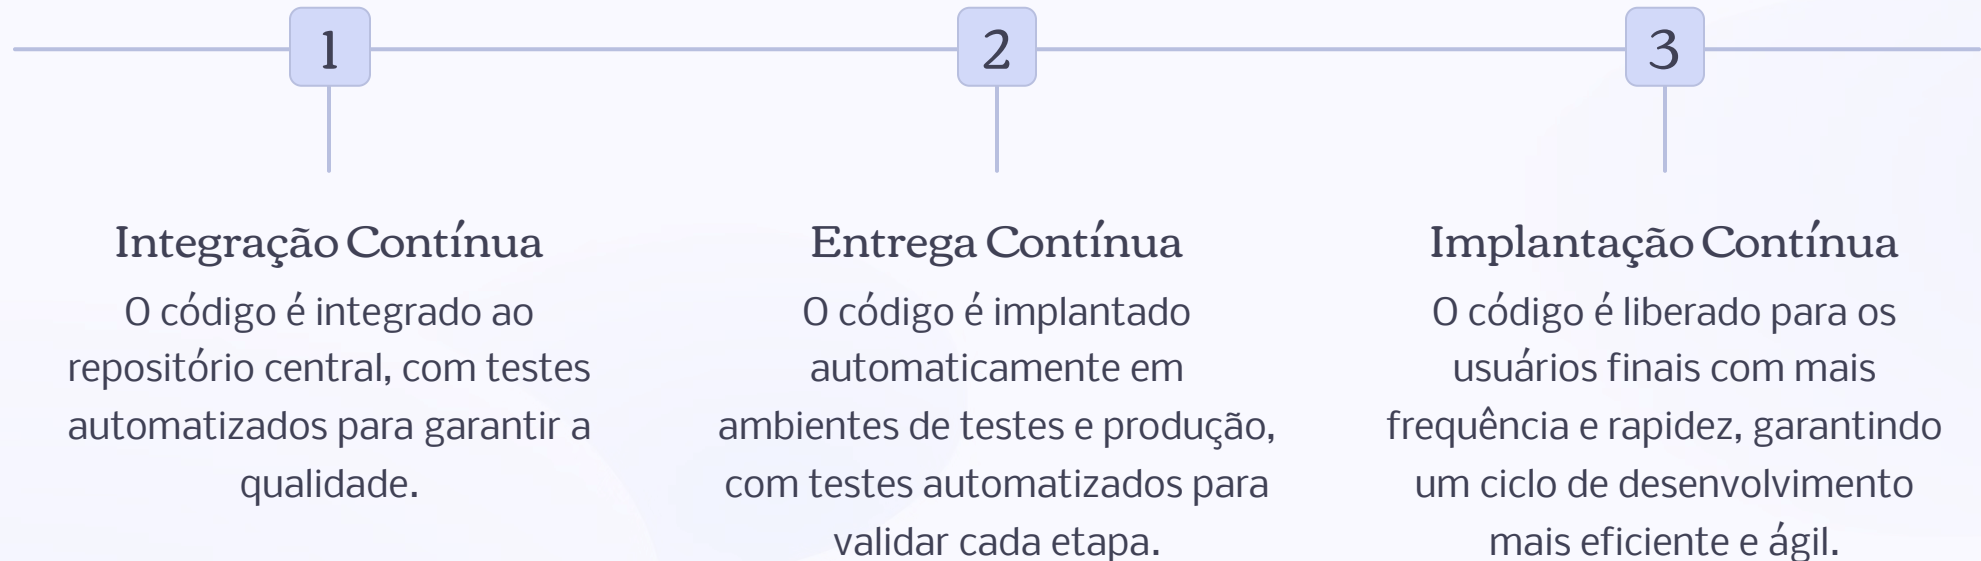 1
Integração Contínua
O código é integrado ao
repositório central, com testes
automatizados para garantir a
qualidade.
2
Entrega Contínua
O código é implantado
automaticamente em
ambientes de testes e produção,
com testes automatizados para
validar cada etapa.
3
Implantação Contínua
O código é liberado para os
usuários finais com mais
frequência e rapidez, garantindo
um ciclo de desenvolvimento
mais eficiente e ágil.